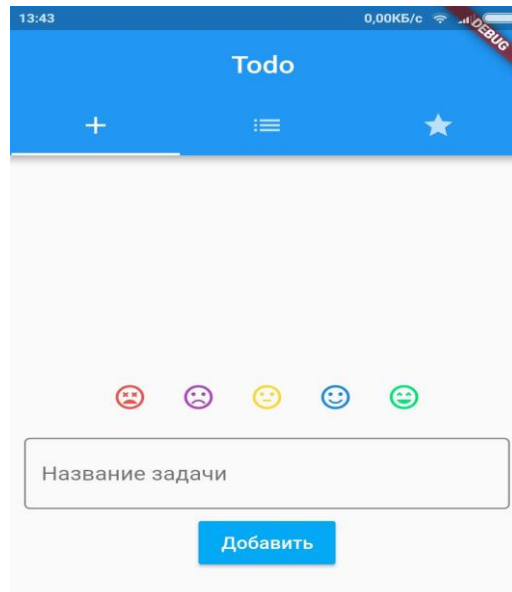 13:43
0,00КБ/с
DEBUG
Todo
Название задачи
Добавить